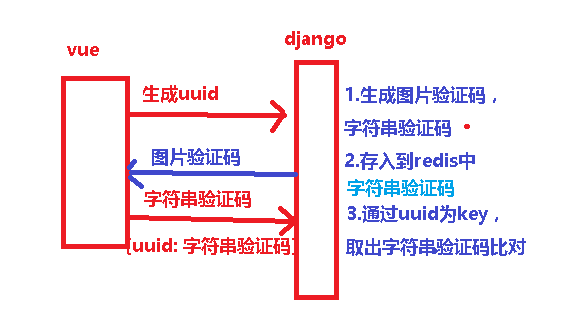 vue
django
生成uuid
图片验证码
字符串验证码
{uuid: 字符串验证码}
1.生成图片验证码，
字符串验证码
2.存入到redis中
字符串验证码
3.通过uuid为key，
取出字符串验证码比对